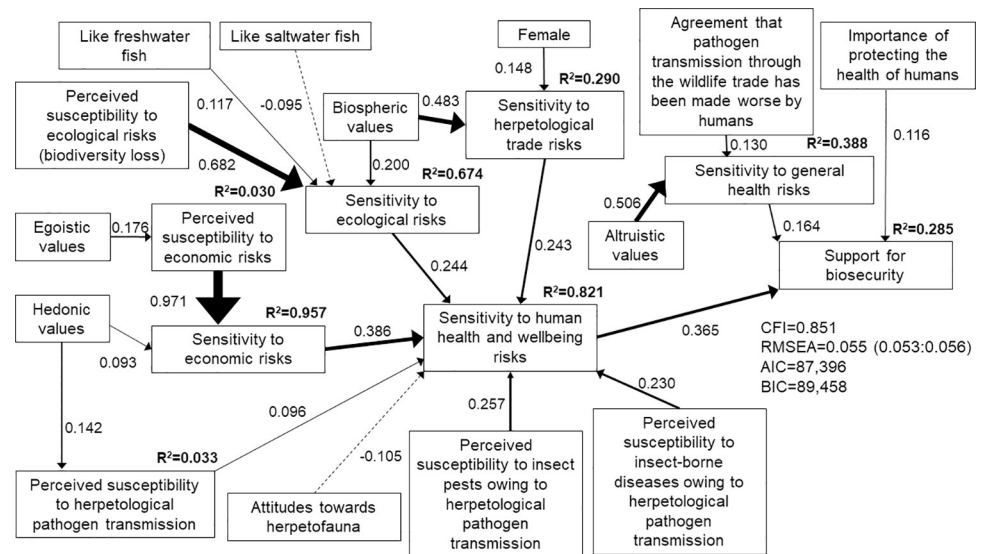 Like freshwater
fish
Like saltwater fish
Female
Agreement that
pathogen
transmission through
the wildlife trade has
been made worse by
humans
Importance of
protecting the
health of humans
Perceived
susceptibility to
ecological risks
(biodiversity loss)
0.117
-0.095
0.148
R²=0.290
Biospheric
values
0.483
Sensitivity to
herpetological
trade risks
0.682
0.200
R²=0.674
0.130
R²=0.388
0.116
R²=0.030
Sensitivity to
ecological risks
Sensitivity to general
health risks
Egoistic
values
0.176
Perceived
susceptibility to
economic risks
0.506
Altruistic
values
0.164
R²=0.285
Support for
biosecurity
0.244
0.243
R²=0.821
Hedonic
values
0.971
R²=0.957
0.093
Sensitivity to
economic risks
0.386
Sensitivity to human
health and wellbeing
risks
0.365
CFI=0.851
RMSEA=0.055 (0.053:0.056)
AIC=87,396
BIC=89,458
0.142
0.096
0.257
0.230
R²=0.033
-0.105
Perceived susceptibility
to herpetological
pathogen transmission
Attitudes towards
herpetofauna
Perceived
susceptibility to insect
pests owing to
herpetological
pathogen
transmission
Perceived
susceptibility to
insect-borne
diseases owing to
herpetological
pathogen
transmission